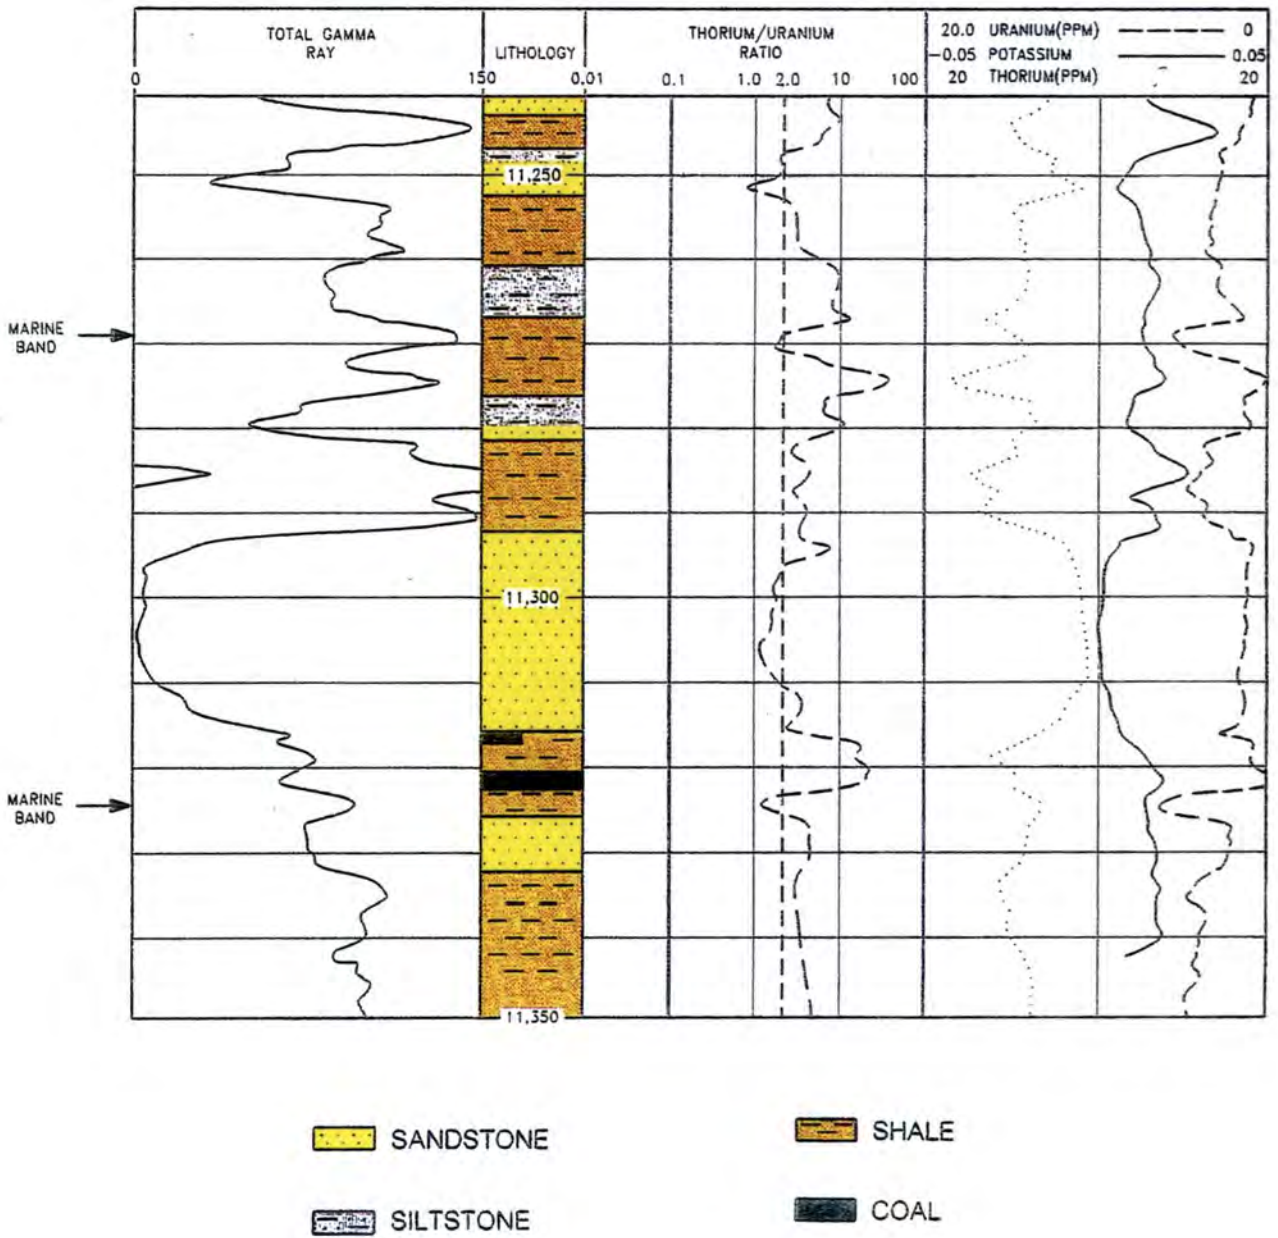 TOTAL GAMMA
RAY
0
150
LITHOLOGY
THORIUM/URANIUM
RATIO
0.01
0.1
1.0
2.0
10
100
20.0 URANIUM(PPM) 0
-0.05 POTASSIUM 0.05
20 THORIUM(PPM) 20
11,250
MARINE
BAND
11,300
MARINE
BAND
11,350
SANDSTONE
SHALE
SILTSTONE
COAL